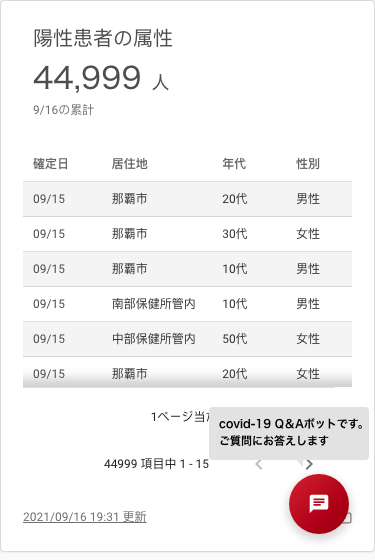 陽性患者の属性
44,999 人
9/16の累計
確定日 居住地 年代 性別
09/15 那覇市 20代 男性
09/15 那覇市 30代 女性
09/15 那覇市 10代 男性
09/15 南部保健所管内 10代 男性
09/15 中部保健所管内 50代 女性
09/15 那覇市 20代 女性
1ページ当
covid-19 Q&Aボットです。
ご質問にお答えします
44999 項目中 1 - 15
2021/09/16 19:31 更新